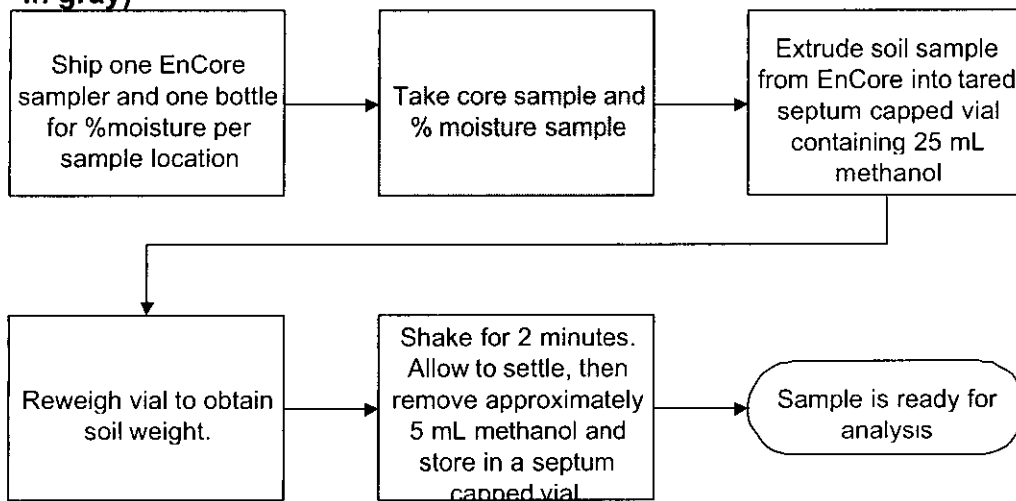 in gray)
Ship one EnCore
sampler and one bottle
for %moisture per
sample location
Take core sample and
% moisture sample
Extrude soil sample
from EnCore into tared
septum capped vial
containing 25 mL
methanol
Reweigh vial to obtain
soil weight.
Shake for 2 minutes.
Allow to settle, then
remove approximately
5 mL methanol and
store in a septum
capped vial
Sample is ready for
analysis